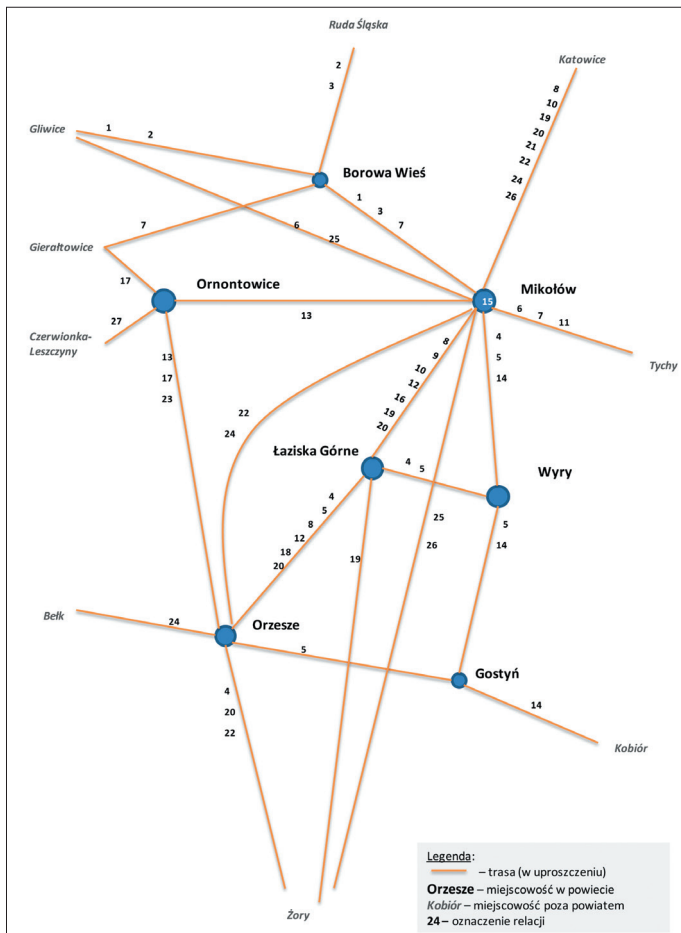 Ruda Śląska
2
3
Katowice
8
10
19
20
21
22
24
26
Gliwice
1
2
Borowa Wieś
1
3
7
7
6
25
Gierałtowice
17
Ornontowice
Mikołów
15
13
6 7 11
27
Czerwionka-
Leszczyny
Tychy
13
17
23
4
5
14
8
9
10
12
16
19
20
22
24
Łaziska Górne
4 5
Wyry
4
5
8
12
18
20
19
25
26
5
14
Bełk
24
Orzesze
5
Gostyń
4
20
22
14
Kobiór
Żory
Legenda:
– trasa (w uproszczeniu)
Orzesze – miejscowość w powiecie
Kobiór – miejscowość poza powiatem
24 – oznaczenie relacji